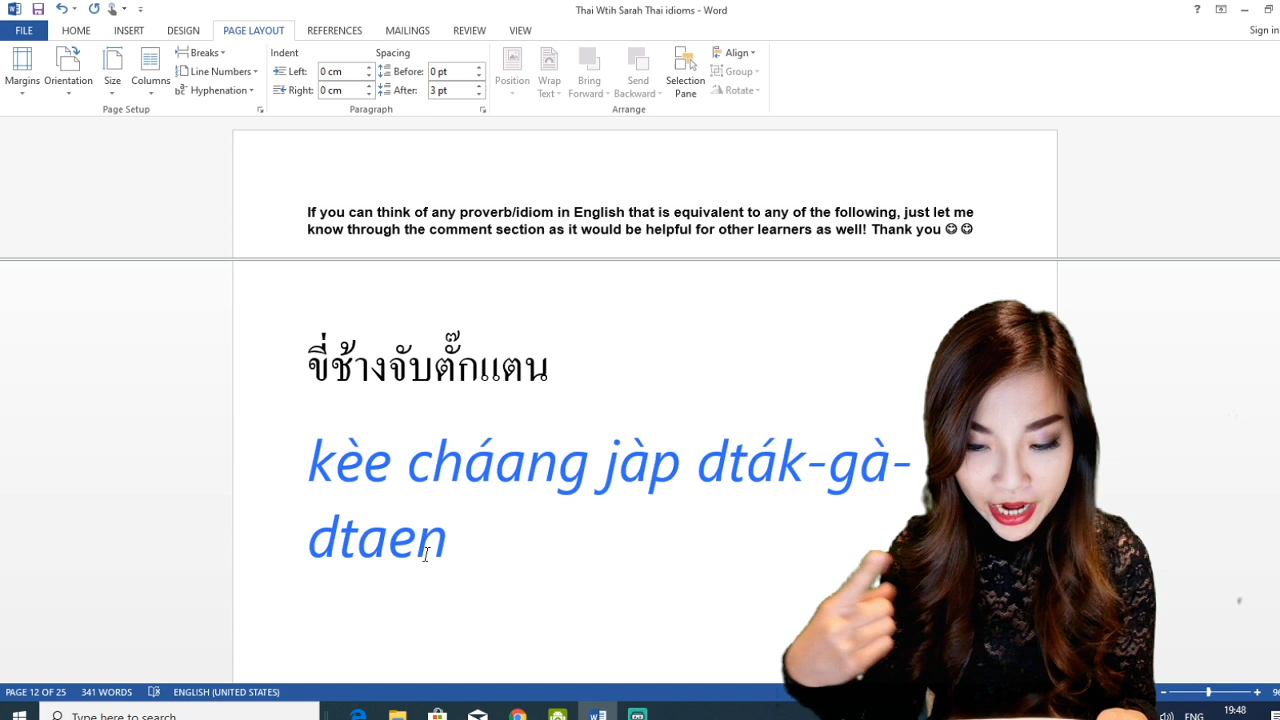 Thai Wtih Sarah Thai idioms - Word
?
FILE HOME INSERT DESIGN PAGE LAYOUT REFERENCES MAILINGS REVIEW VIEW Sign in
Margins Orientation Size Columns
Breaks
Line Numbers
Hyphenation
Page Setup
Indent Spacing
Left: 0 cm Before: 0 pt
Right: 0 cm After: 3 pt
Paragraph
Position Wrap Text Bring Forward Send Backward Selection Pane
Align
Group
Rotate
Arrange
If you can think of any proverb/idiom in English that is equivalent to any of the following, just let me
know through the comment section as it would be helpful for other learners as well! Thank you 😊 😊
ขี่ช้างจับตั๊กแตน
kèe cháang jàp dták-gà-
dtaen
PAGE 12 OF 25 341 WORDS ENGLISH (UNITED STATES)
Type here to search
ENG
19:48